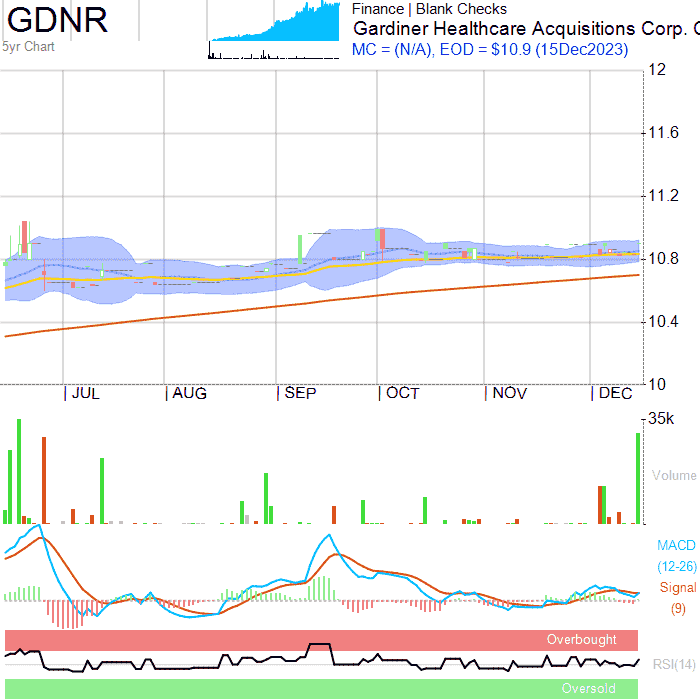 GDNR
5yr Chart
Finance | Blank Checks
Gardiner Healthcare Acquisitions Corp.
MC = (N/A), EOD = $10.9 (15Dec2023)
12
11.6
11.2
10.8
10.4
10
JUL AUG SEP OCT NOV DEC
35k
Volume
MACD
(12-26)
Signal
(9)
Overbought
RSI(14)
Oversold